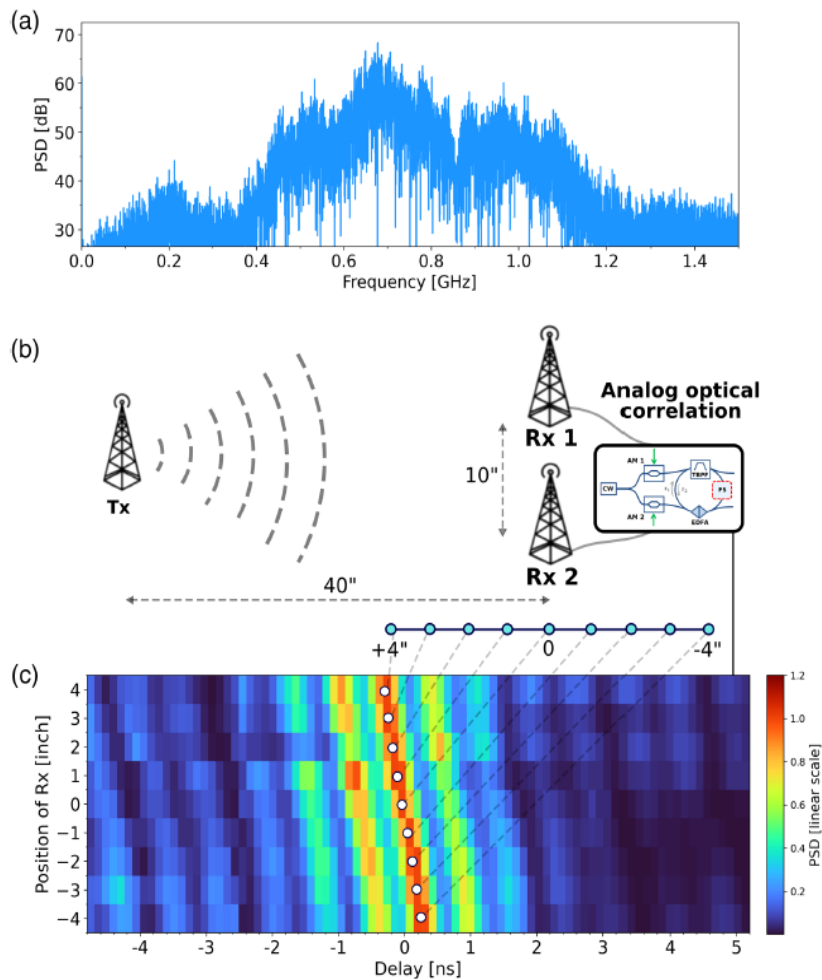 (a)
70
60
50
40
30
PSD [dB]
0.0 0.2 0.4 0.6 0.8 1.0 1.2 1.4
Frequency [GHz]
(b)
Tx
Rx 1
10"
Rx 2
40"
Analog optical
correlation
AM 1
TBPF
CW
PS
AM 2
EDFA
+4" 0 -4"
(c)
4
3
2
1
0
−1
−2
−3
−4
Position of Rx [inch]
-4 -3 -2 -1 0 1 2 3 4 5
Delay [ns]
1.2
1.0
0.8
0.6
0.4
0.2
PSD [linear scale]